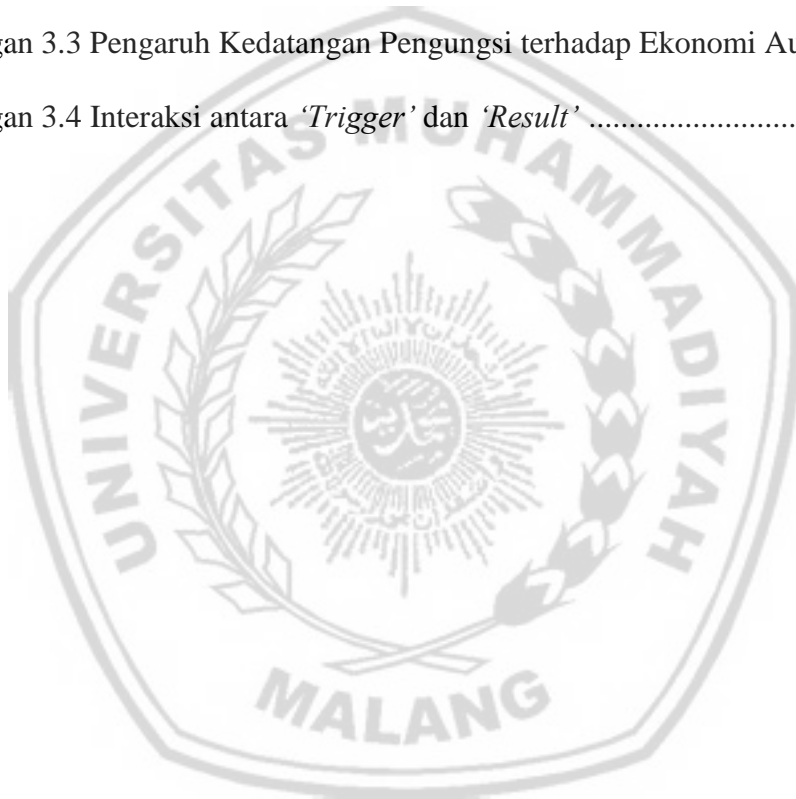 gan 3.3 Pengaruh Kedatangan Pengungsi terhadap Ekonomi Au
gan 3.4 Interaksi antara ‘Trigger’ dan ‘Result’ ..........................
UNIVERSITAS MUHAMMADIYAH
MALANG